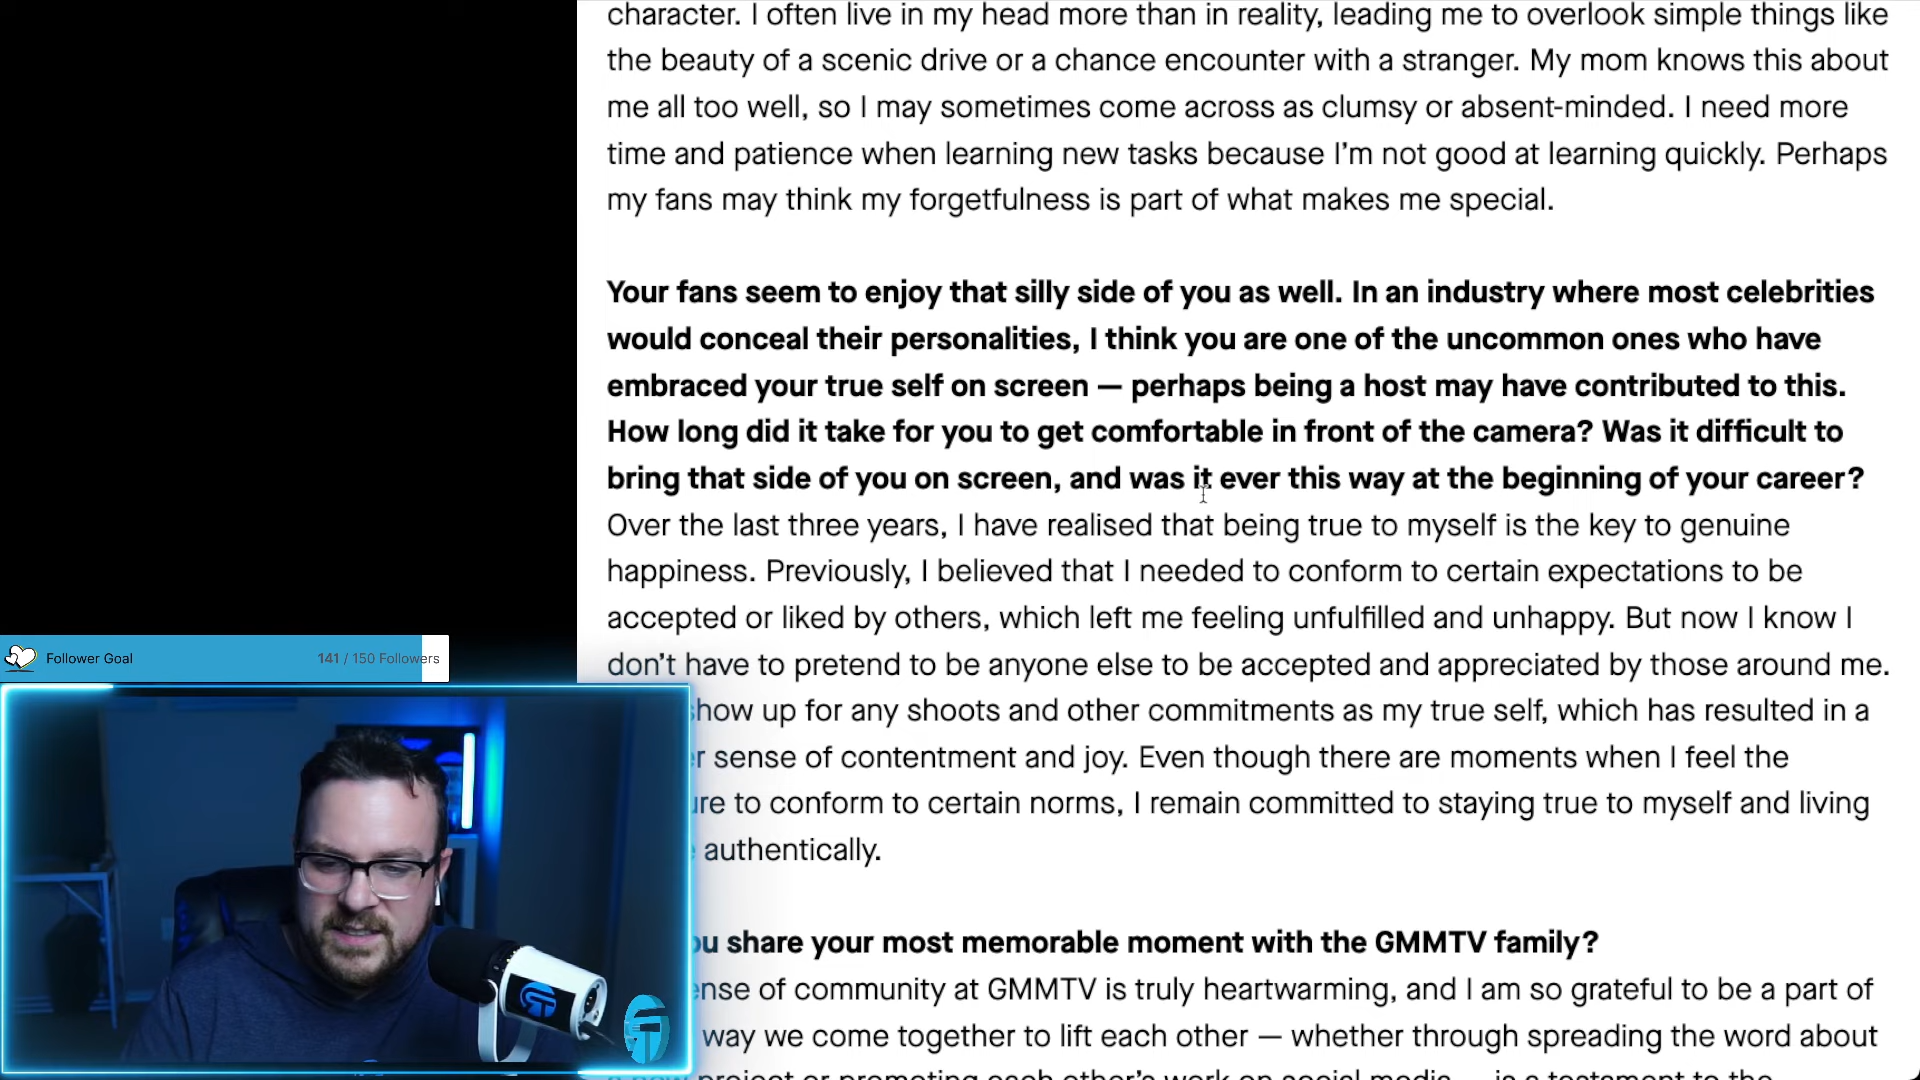 character. I often live in my head more than in reality, leading me to overlook simple things like
the beauty of a scenic drive or a chance encounter with a stranger. My mom knows this about
me all too well, so I may sometimes come across as clumsy or absent-minded. I need more
time and patience when learning new tasks because I’m not good at learning quickly. Perhaps
my fans may think my forgetfulness is part of what makes me special.
Your fans seem to enjoy that silly side of you as well. In an industry where most celebrities
would conceal their personalities, I think you are one of the uncommon ones who have
embraced your true self on screen — perhaps being a host may have contributed to this.
How long did it take for you to get comfortable in front of the camera? Was it difficult to
bring that side of you on screen, and was it ever this way at the beginning of your career?
Over the last three years, I have realised that being true to myself is the key to genuine
happiness. Previously, I believed that I needed to conform to certain expectations to be
accepted or liked by others, which left me feeling unfulfilled and unhappy. But now I know I
don’t have to pretend to be anyone else to be accepted and appreciated by those around me.
show up for any shoots and other commitments as my true self, which has resulted in a
sense of contentment and joy. Even though there are moments when I feel the
to conform to certain norms, I remain committed to staying true to myself and living
authentically.
share your most memorable moment with the GMMTV family?
of community at GMMTV is truly heartwarming, and I am so grateful to be a part of
way we come together to lift each other — whether through spreading the word about
project or promoting each other’s work on social media — is a testament to the
Follower Goal 141 / 150 Followers